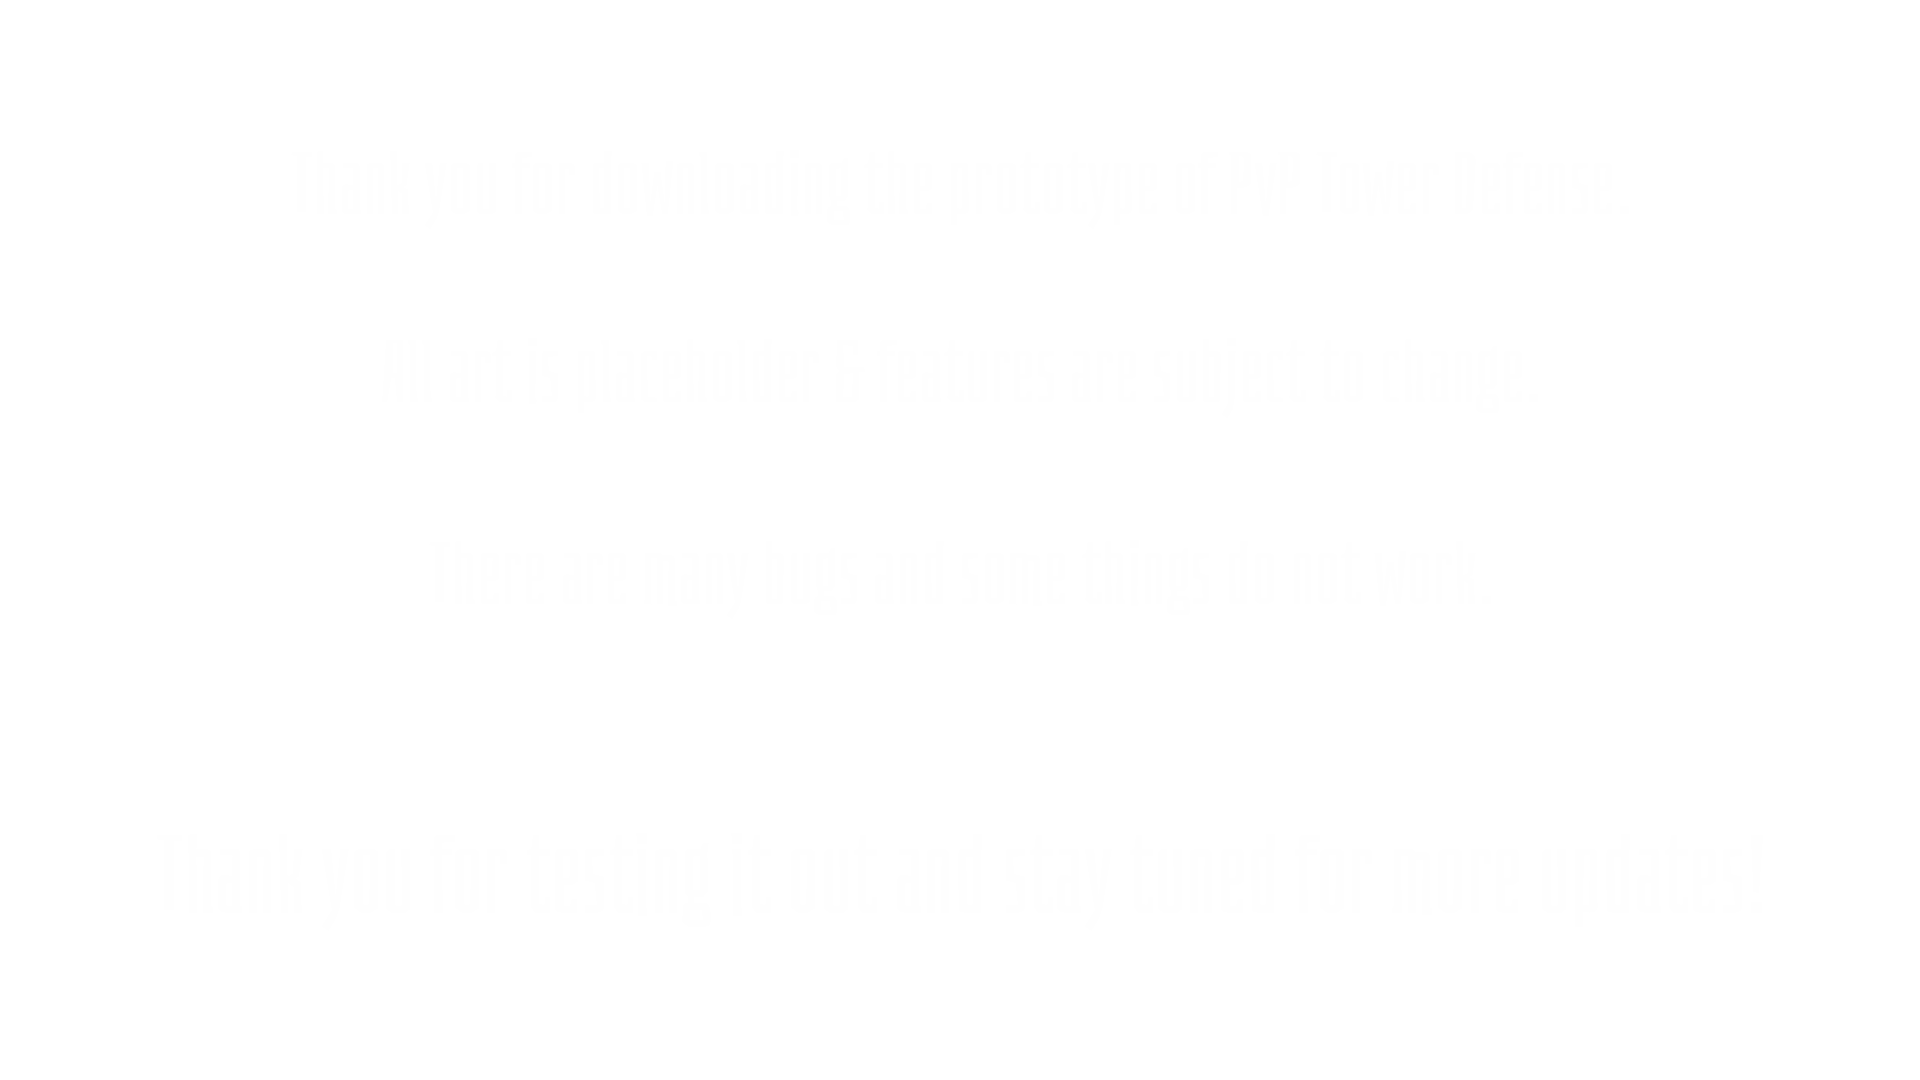 Thank you for downloading the prototype of PvP Tower Defense
All art is placeholder & features are subject to change.
There are many bugs and some things do not work
Thank you for testing it out and stay tuned for more updates!